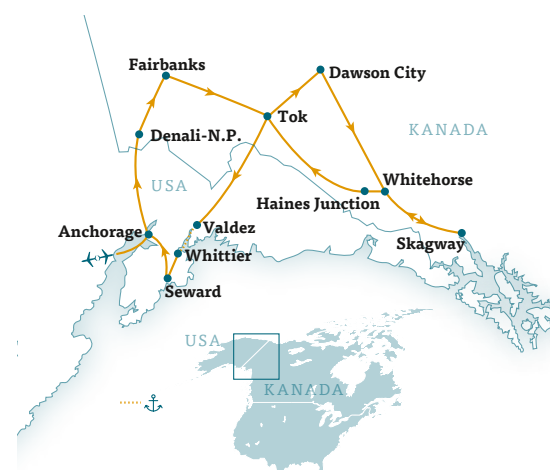 Fairbanks
Dawson City
Tok
Denali-N.P.
KANADA
USA
Whitehorse
Haines Junction
Anchorage
Valdez
Skagway
Whittier
Seward
USA
KANADA